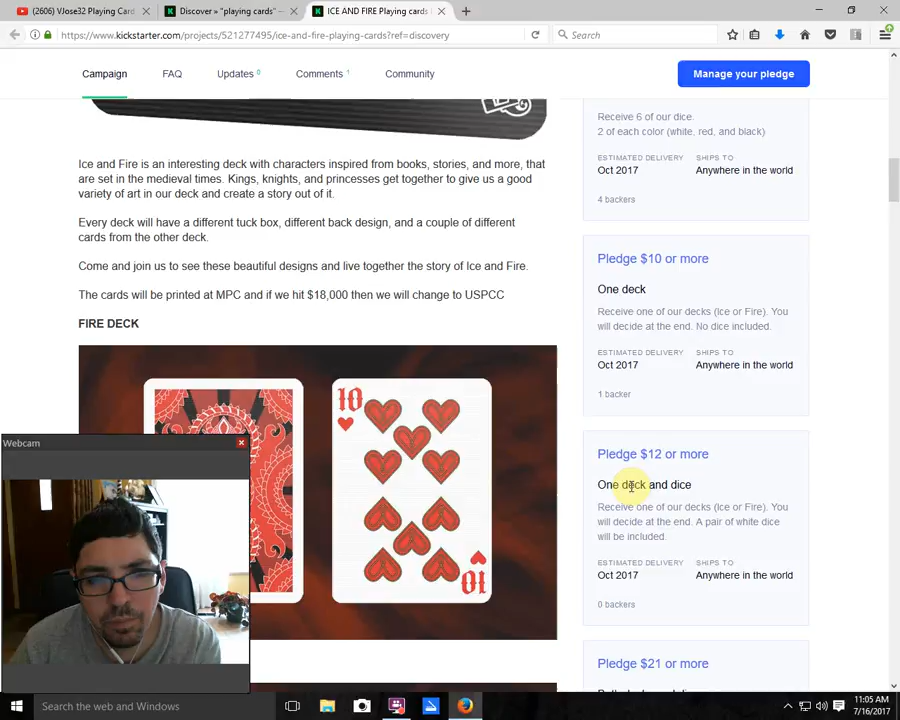 (2606) VJose32 Playing Card
Discover » "playing cards" —
ICE AND FIRE Playing cards
https://www.kickstarter.com/projects/521277495/ice-and-fire-playing-cards?ref=discovery
Search
Campaign
FAQ
Updates 0
Comments 1
Community
Manage your pledge
Ice and Fire is an interesting deck with characters inspired from books, stories, and more, that
are set in the medieval times. Kings, knights, and princesses get together to give us a good
variety of art in our deck and create a story out of it.
Every deck will have a different tuck box, different back design, and a couple of different
cards from the other deck.
Come and join us to see these beautiful designs and live together the story of Ice and Fire.
The cards will be printed at MPC and if we hit $18,000 then we will change to USPCC
FIRE DECK
10
10
Receive 6 of our dice.
2 of each color (white, red, and black)
ESTIMATED DELIVERY
SHIPS TO
Oct 2017
Anywhere in the world
4 backers
Pledge $10 or more
One deck
Receive one of our decks (Ice or Fire). You
will decide at the end. No dice included.
ESTIMATED DELIVERY
SHIPS TO
Oct 2017
Anywhere in the world
1 backer
Pledge $12 or more
One deck and dice
Receive one of our decks (Ice or Fire). You
will decide at the end. A pair of white dice
will be included.
ESTIMATED DELIVERY
SHIPS TO
Oct 2017
Anywhere in the world
0 backers
Pledge $21 or more
Webcam
Search the web and Windows
11:05 AM
7/16/2017